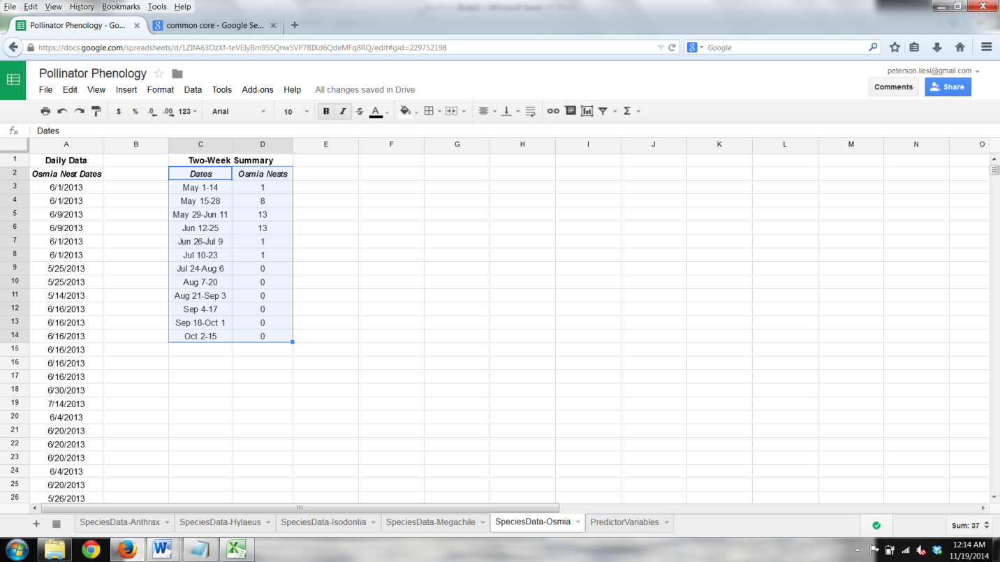 File Edit View History Bookmarks Tools Help
Pollinator Phenology - Go... × common core - Google Se... × +
https://docs.google.com/spreadsheets/d/1ZIfA63DzXf-teVEIyBm955Qnw5VP7BIXd6QdeMFq8RQ/edit#gid=229752198 Google
Pollinator Phenology
peterson.liesl@gmail.com
File Edit View Insert Format Data Tools Add-ons Help All changes saved in Drive
Comments Share
$ % .0 .00 123 Arial 10 B I S A Σ
fx Dates
A B C D E F G H I J K L M N O
1 Daily Data Two-Week Summary
2 Osmia Nest Dates Dates Osmia Nests
3 6/1/2013 May 1-14 1
4 6/1/2013 May 15-28 8
5 6/9/2013 May 29-Jun 11 13
6 6/9/2013 Jun 12-25 13
7 6/1/2013 Jun 26-Jul 9 1
8 6/1/2013 Jul 10-23 1
9 5/25/2013 Jul 24-Aug 6 0
10 5/25/2013 Aug 7-20 0
11 5/14/2013 Aug 21-Sep 3 0
12 6/16/2013 Sep 4-17 0
13 6/16/2013 Sep 18-Oct 1 0
14 6/16/2013 Oct 2-15 0
15 6/16/2013
16 6/16/2013
17 6/16/2013
18 6/30/2013
19 7/14/2013
20 6/4/2013
21 6/20/2013
22 6/20/2013
23 6/20/2013
24 6/4/2013
25 6/20/2013
26 5/26/2013
+ SpeciesData-Anthrax SpeciesData-Hylaeus SpeciesData-Isodontia SpeciesData-Megachile SpeciesData-Osmia PredictorVariables Sum: 37
12:14 AM
11/19/2014